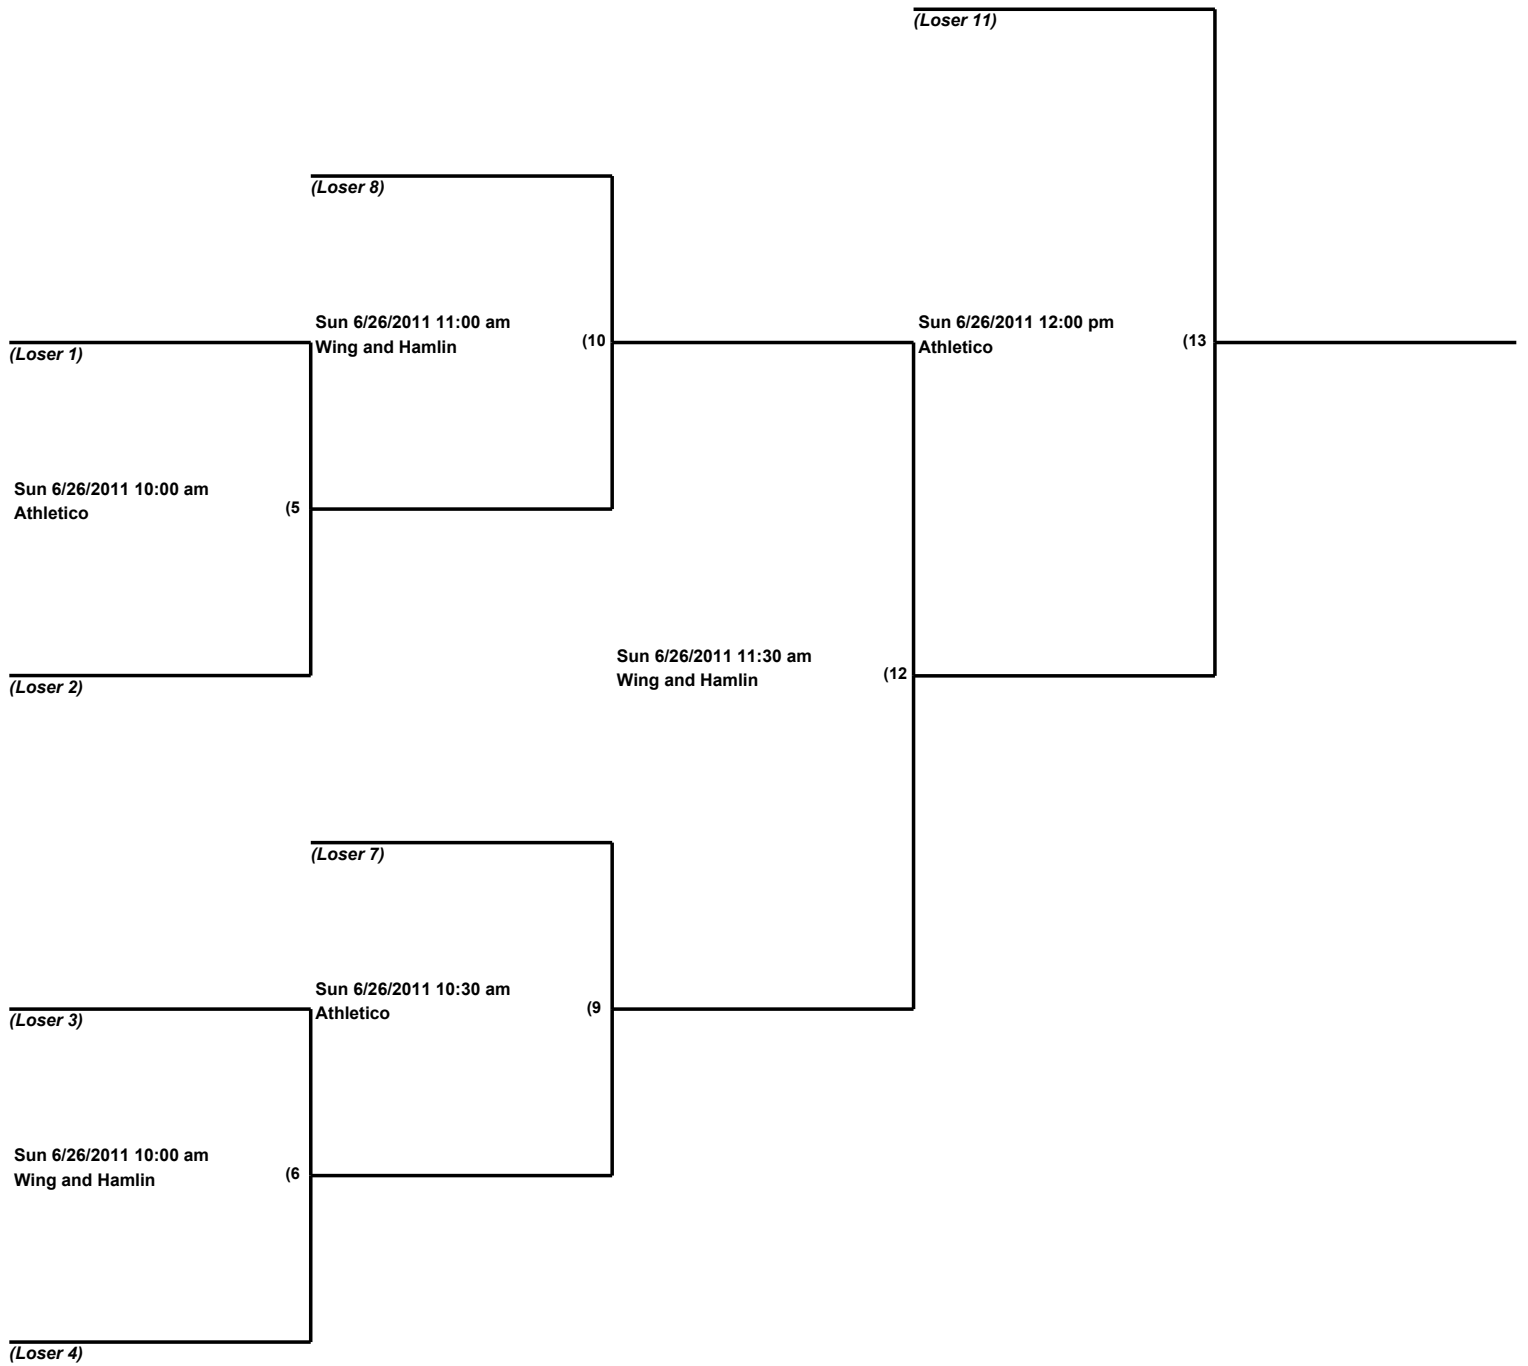 (Loser 11)
(Loser 8)
Sun 6/26/2011 11:00 am
Wing and Hamlin
(10
Sun 6/26/2011 12:00 pm
Athletico
(13
(Loser 1)
Sun 6/26/2011 10:00 am
Athletico
(5
(Loser 2)
Sun 6/26/2011 11:30 am
Wing and Hamlin
(12
(Loser 7)
Sun 6/26/2011 10:30 am
Athletico
(9
(Loser 3)
Sun 6/26/2011 10:00 am
Wing and Hamlin
(6
(Loser 4)